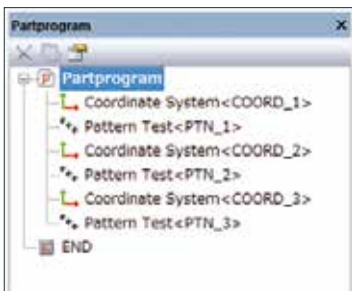 Partprogram
Partprogram
Coordinate System<COORD_1>
Pattern Test<PTN_1>
Coordinate System<COORD_2>
Pattern Test<PTN_2>
Coordinate System<COORD_3>
Pattern Test<PTN_3>
END